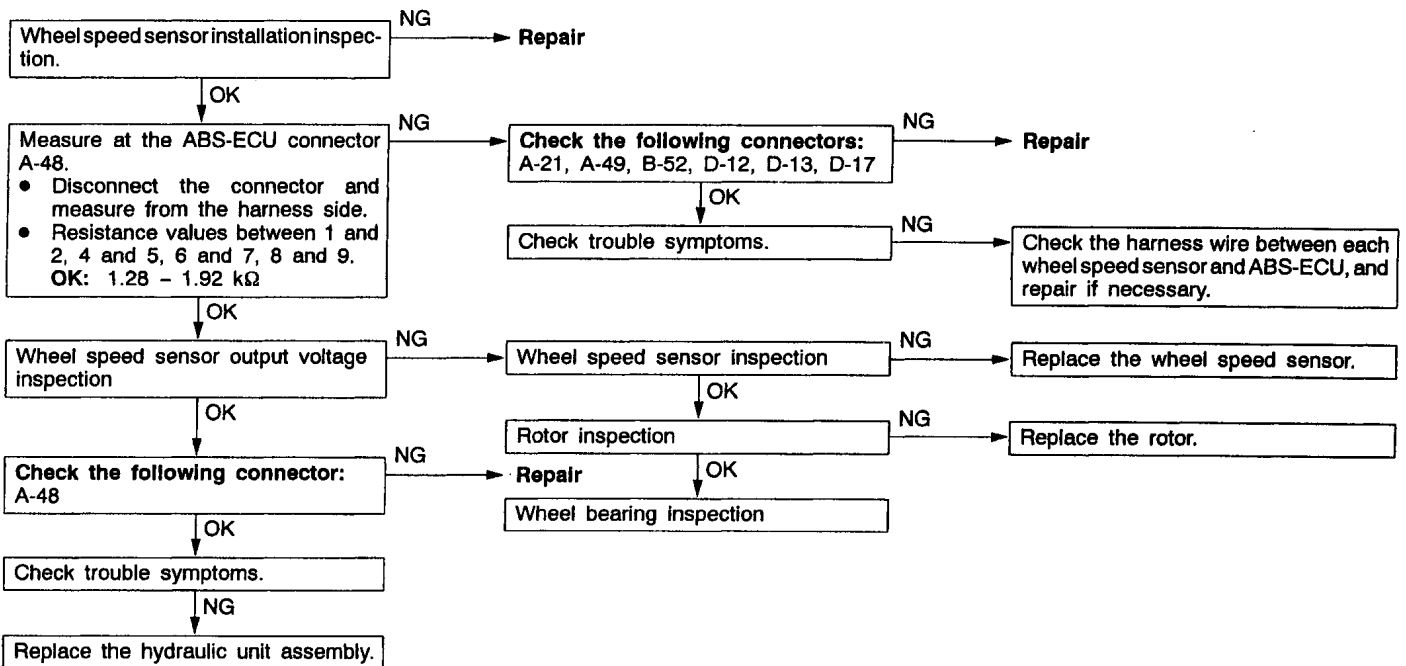 Wheel speed sensor installation inspec-
tion.
NG
Repair
OK
Measure at the ABS-ECU connector
A-48.
● Disconnect the connector and
measure from the harness side.
● Resistance values between 1 and
2, 4 and 5, 6 and 7, 8 and 9.
OK: 1.28 – 1.92 kΩ
NG
Check the following connectors:
A-21, A-49, B-52, D-12, D-13, D-17
NG
Repair
OK
Check trouble symptoms.
NG
Check the harness wire between each
wheel speed sensor and ABS-ECU, and
repair if necessary.
OK
Wheel speed sensor output voltage
inspection
NG
Wheel speed sensor inspection
NG
Replace the wheel speed sensor.
OK
Rotor inspection
NG
Replace the rotor.
OK
Wheel bearing inspection
OK
Check the following connector:
A-48
NG
Repair
OK
Check trouble symptoms.
NG
Replace the hydraulic unit assembly.